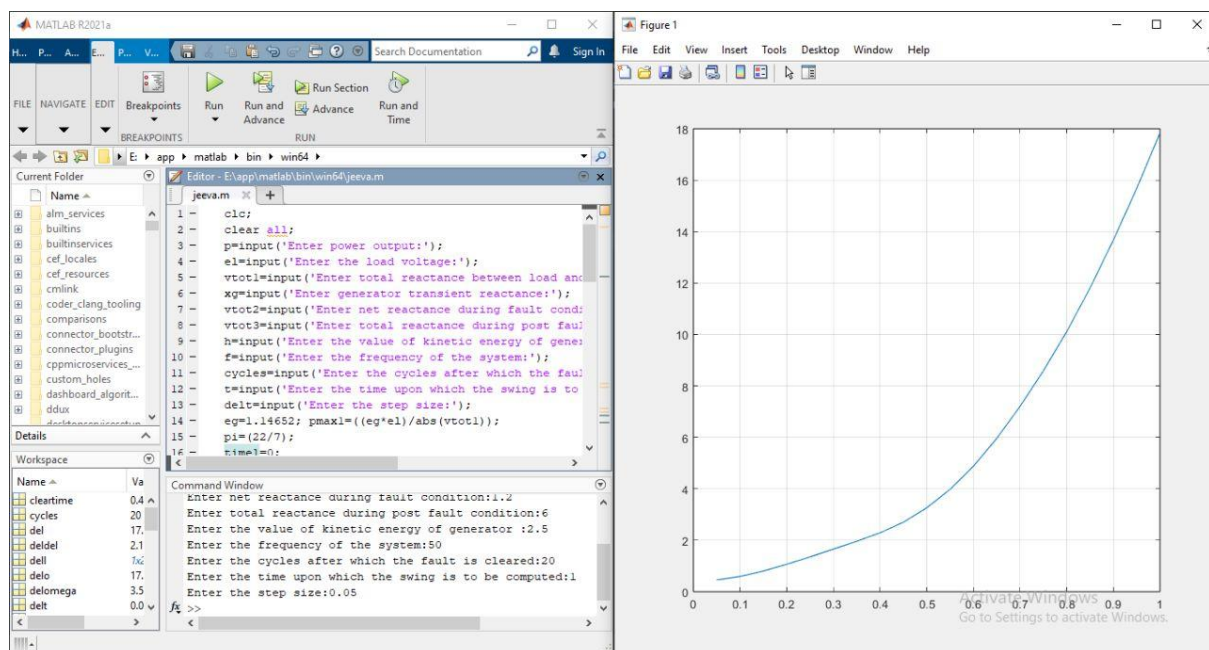 MATLAB R2021a
H... P... A... E... P... V... Search Documentation Sign In
FILE NAVIGATE EDIT Breakpoints Run Run and Advance Run Section Advance Run and Time
BREAKPOINTS RUN
E: app matlab bin win64
Current Folder
Name
alm_services
builtins
builtinservices
cef_locales
cef_resources
cmlink
coder_clang_tooling
comparisons
connector_bootstr...
connector_plugins
cppmicroservices_...
custom_holes
dashboard_algorit...
ddux
Details
Workspace
Name Va
cleartime 0.4
cycles 20
del 17.
deldel 2.1
dell 1x2
delo 17.
delomega 3.5
delt 0.0
Editor - E:\app\matlab\bin\win64\jeeva.m
jeeva.m
1 - clc;
2 - clear all;
3 - p=input('Enter power output:');
4 - el=input('Enter the load voltage:');
5 - vtot1=input('Enter total reactance between load and
6 - xg=input('Enter generator transient reactance:');
7 - vtot2=input('Enter net reactance during fault condi
8 - vtot3=input('Enter total reactance during post faul
9 - h=input('Enter the value of kinetic energy of gener
10 - f=input('Enter the frequency of the system:');
11 - cycles=input('Enter the cycles after which the faul
12 - t=input('Enter the time upon which the swing is to
13 - delt=input('Enter the step size:');
14 - eg=1.14652; pmax1=((eg*el)/abs(vtot1));
15 - pi=(22/7);
16 - time1=0;
Command Window
Enter net reactance during fault condition:1.2
Enter total reactance during post fault condition:6
Enter the value of kinetic energy of generator :2.5
Enter the frequency of the system:50
Enter the cycles after which the fault is cleared:20
Enter the time upon which the swing is to be computed:1
Enter the step size:0.05
fx >>
Figure 1
File Edit View Insert Tools Desktop Window Help
18
16
14
12
10
8
6
4
2
0
0 0.1 0.2 0.3 0.4 0.5 0.6 0.7 0.8 0.9 1
Activate Windows
Go to Settings to activate Windows.